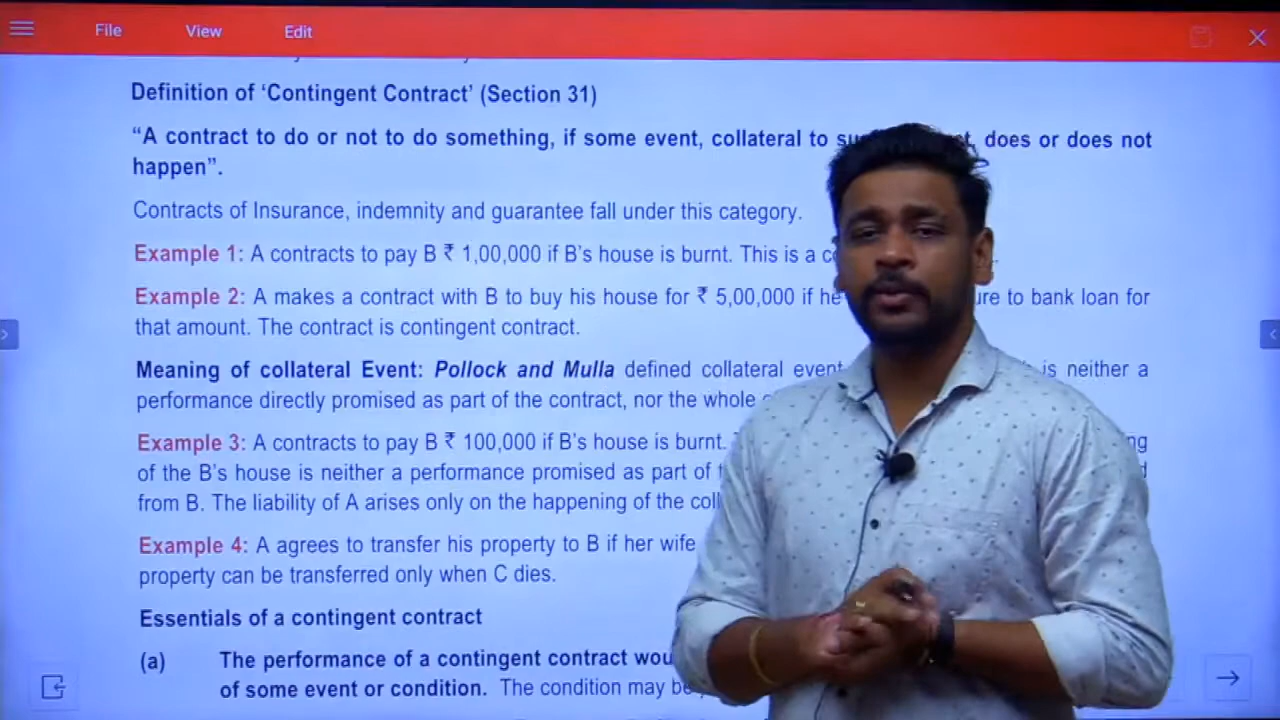 File View Edit
Definition of ‘Contingent Contract’ (Section 31)
“A contract to do or not to do something, if some event, collateral to does or does not
happen”.
Contracts of Insurance, indemnity and guarantee fall under this category.
Example 1: A contracts to pay B ₹ 1,00,000 if B’s house is burnt. This is a
Example 2: A makes a contract with B to buy his house for ₹ 5,00,000 if he to bank loan for
that amount. The contract is contingent contract.
Meaning of collateral Event: Pollock and Mulla defined collateral event is neither a
performance directly promised as part of the contract, nor the whole
Example 3: A contracts to pay B ₹ 100,000 if B’s house is burnt.
of the B’s house is neither a performance promised as part of
from B. The liability of A arises only on the happening of the
Example 4: A agrees to transfer his property to B if her wife
property can be transferred only when C dies.
Essentials of a contingent contract
(a) The performance of a contingent contract
of some event or condition. The condition may